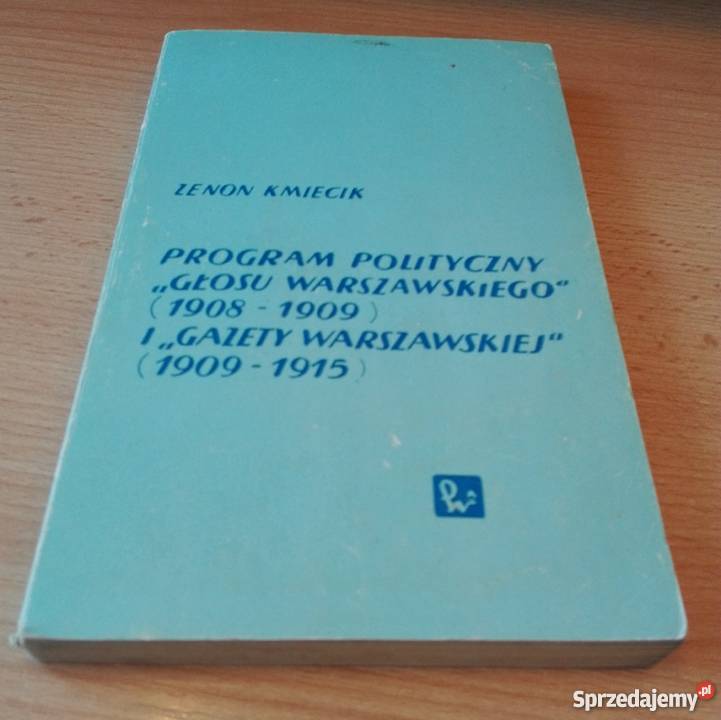 ZENON KMIECIK
PROGRAM POLITYCZNY
„GŁOSU WARSZAWSKIEGO"
(1908 - 1909)
I „GAZETY WARSZAWSKIEJ"
(1909 - 1915)
Sprzedajemy.pl